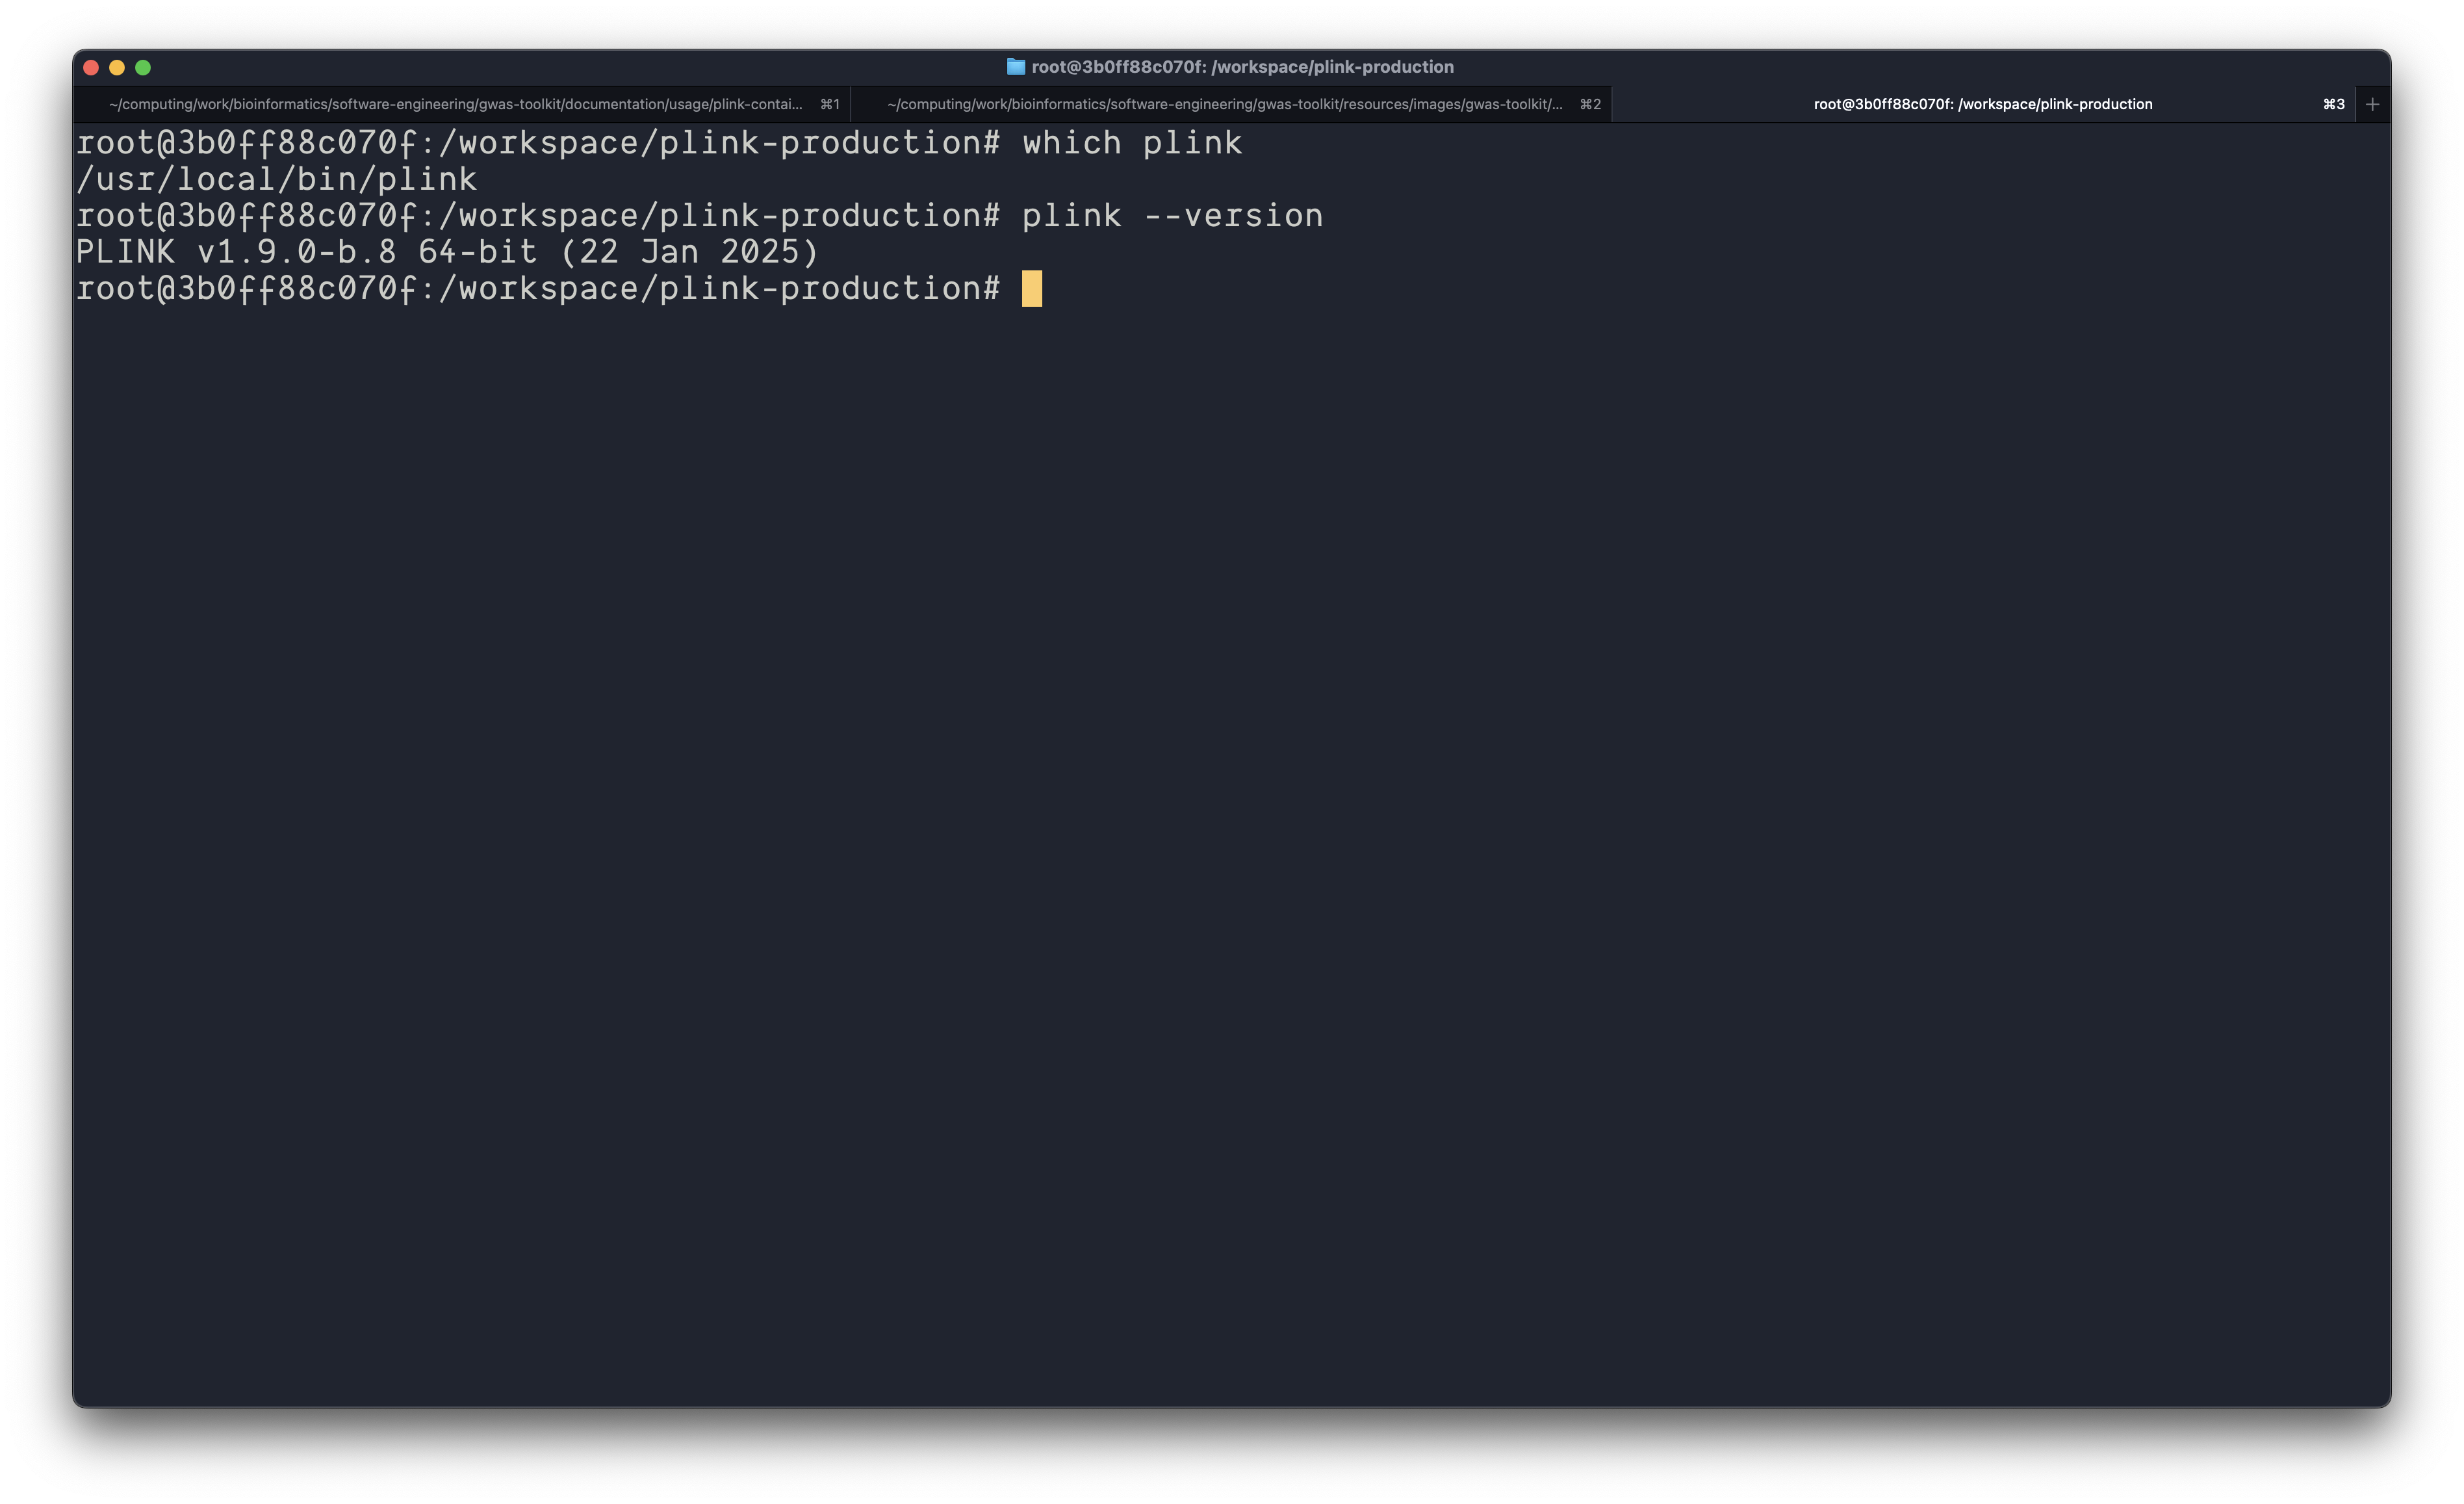 root@3b0ff88c070f: /workspace/plink-production
~/computing/work/bioinformatics/software-engineering/gwas-toolkit/documentation/usage/plink-contai... ⌘1
~/computing/work/bioinformatics/software-engineering/gwas-toolkit/resources/images/gwas-toolkit/... ⌘2
root@3b0ff88c070f: /workspace/plink-production ⌘3
root@3b0ff88c070f:/workspace/plink-production# which plink
/usr/local/bin/plink
root@3b0ff88c070f:/workspace/plink-production# plink --version
PLINK v1.9.0-b.8 64-bit (22 Jan 2025)
root@3b0ff88c070f:/workspace/plink-production#